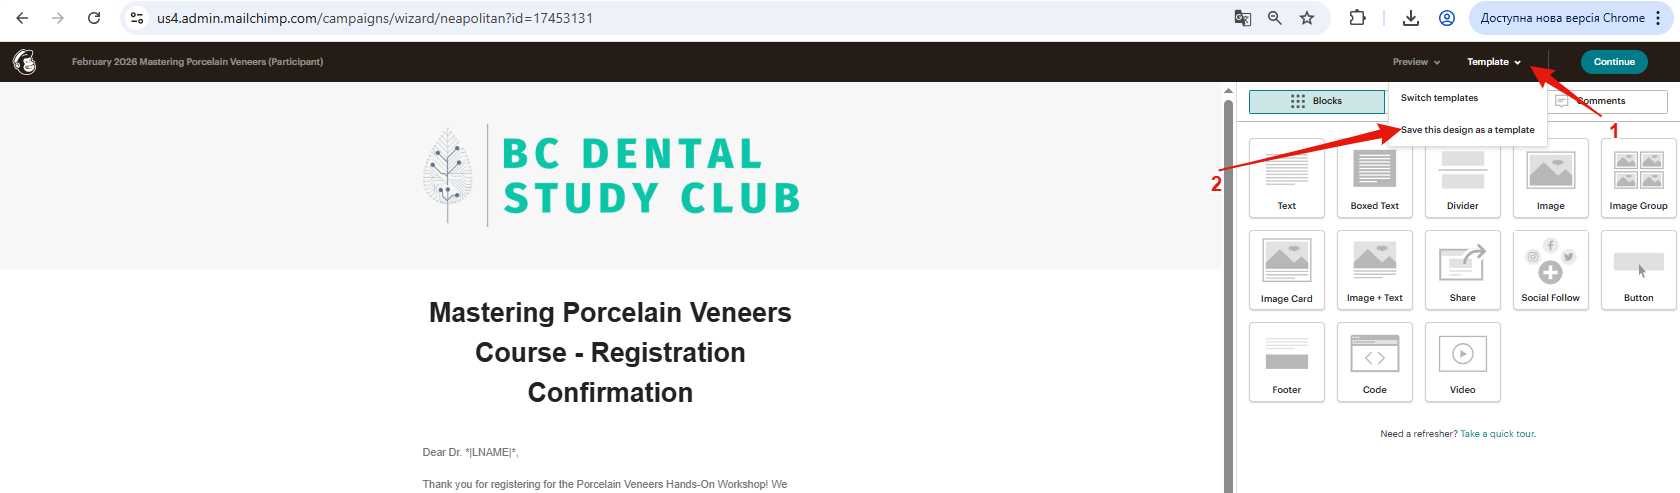 us4.admin.mailchimp.com/campaigns/wizard/neapolitan?id=17453131
Доступна нова версія Chrome
February 2026 Mastering Porcelain Veneers (Participant)
Preview
Template
Continue
Blocks
Switch templates
Comments
Save this design as a template
1
2
BC DENTAL
STUDY CLUB
Text
Boxed Text
Divider
Image
Image Group
Image Card
Image + Text
Share
Social Follow
Button
Footer
Code
Video
Need a refresher? Take a quick tour.
Mastering Porcelain Veneers
Course - Registration
Confirmation
Dear Dr. *|LNAME|*,
Thank you for registering for the Porcelain Veneers Hands-On Workshop! We